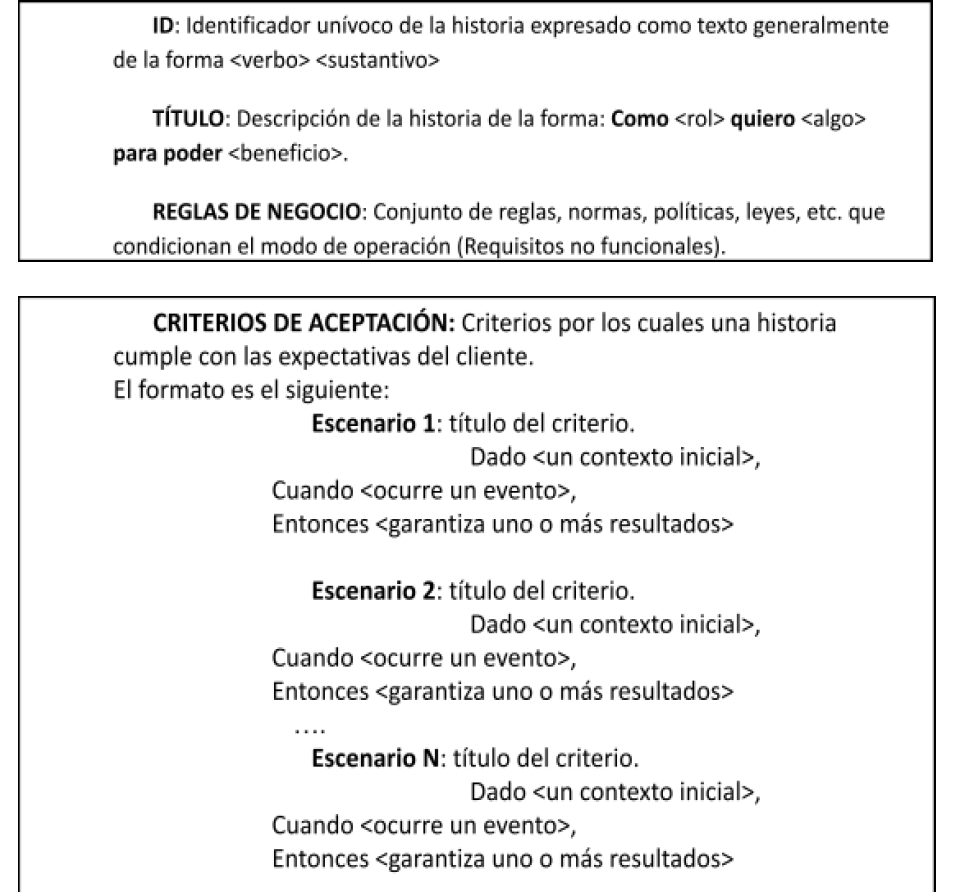 ID: Identificador unívoco de la historia expresado como texto generalmente
de la forma <verbo> <sustantivo>
TÍTULO: Descripción de la historia de la forma: Como <rol> quiero <algo>
para poder <beneficio>.
REGLAS DE NEGOCIO: Conjunto de reglas, normas, políticas, leyes, etc. que
condicionan el modo de operación (Requisitos no funcionales).
CRITERIOS DE ACEPTACIÓN: Criterios por los cuales una historia
cumple con las expectativas del cliente.
El formato es el siguiente:
Escenario 1: título del criterio.
Dado <un contexto inicial>,
Cuando <ocurre un evento>,
Entonces <garantiza uno o más resultados>
Escenario 2: título del criterio.
Dado <un contexto inicial>,
Cuando <ocurre un evento>,
Entonces <garantiza uno o más resultados>
....
Escenario N: título del criterio.
Dado <un contexto inicial>,
Cuando <ocurre un evento>,
Entonces <garantiza uno o más resultados>